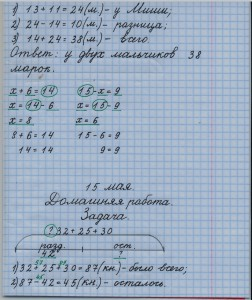 1) 13+11=24(м.)- у Миши;
2) 24-14=10(м.)- разница;
3) 14+24=38(м.)- всего.
Ответ: у двух мальчиков 38
марок.
x+6=14 15-x=9
x=14-6 x=15-9
x=8 x=6
8+6=14 15-6=9
14=14 9=9
15 мая.
Домашняя работа.
Задача.
? 32+25+30
разд. ост.
42 ?
1) 32+25+30=87(кн.)- было всего;
2) 87-42=45(кн.)- осталось.